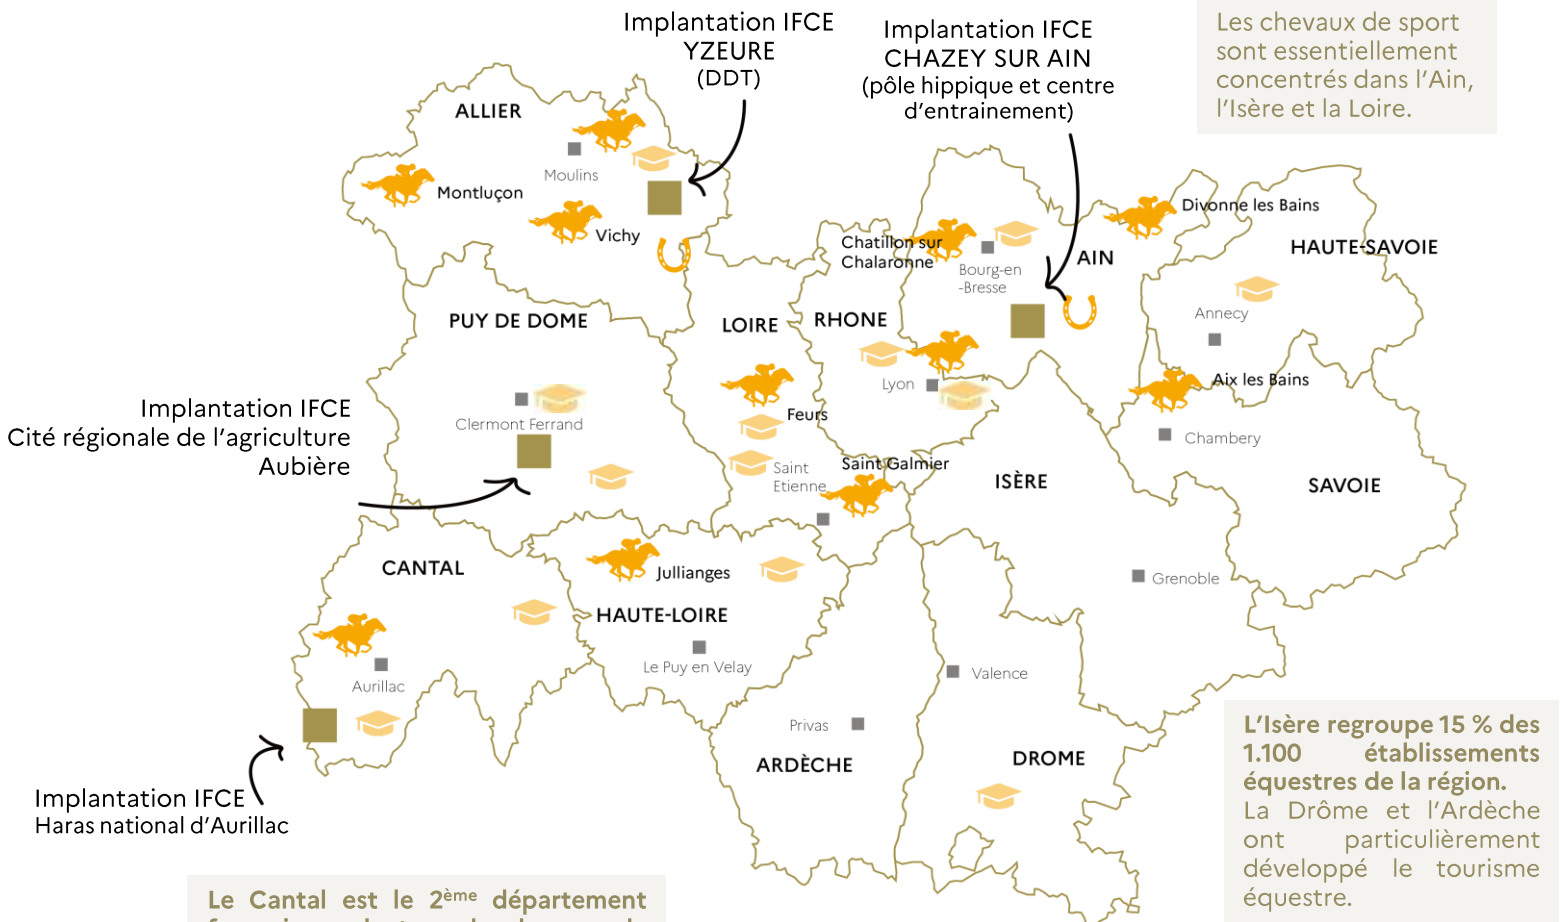 Implantation IFCE
YZEURE
(DDT)
Implantation IFCE
CHAZEY SUR AIN
(pôle hippique et centre
d'entrainement)
Les chevaux de sport
sont essentiellement
concentrés dans l'Ain,
l'Isère et la Loire.
ALLIER
Moulins
Montluçon
Vichy
Divonne les Bains
Chatillon sur
Chalaronne
Bourg-en
-Bresse
AIN
HAUTE-SAVOIE
Annecy
PUY DE DOME
LOIRE
RHONE
Lyon
Aix les Bains
Chambery
Implantation IFCE
Cité régionale de l'agriculture
Aubière
Clermont Ferrand
Feurs
Saint
Etienne
Saint Galmier
ISÈRE
SAVOIE
CANTAL
Jullianges
HAUTE-LOIRE
Le Puy en Velay
Grenoble
Aurillac
Valence
Privas
ARDÈCHE
DROME
Implantation IFCE
Haras national d'Aurillac
L'Isère regroupe 15 % des
1.100 établissements
équestres de la région.
La Drôme et l'Ardèche
ont particulièrement
développé le tourisme
équestre.
Le Cantal est le 2ème département